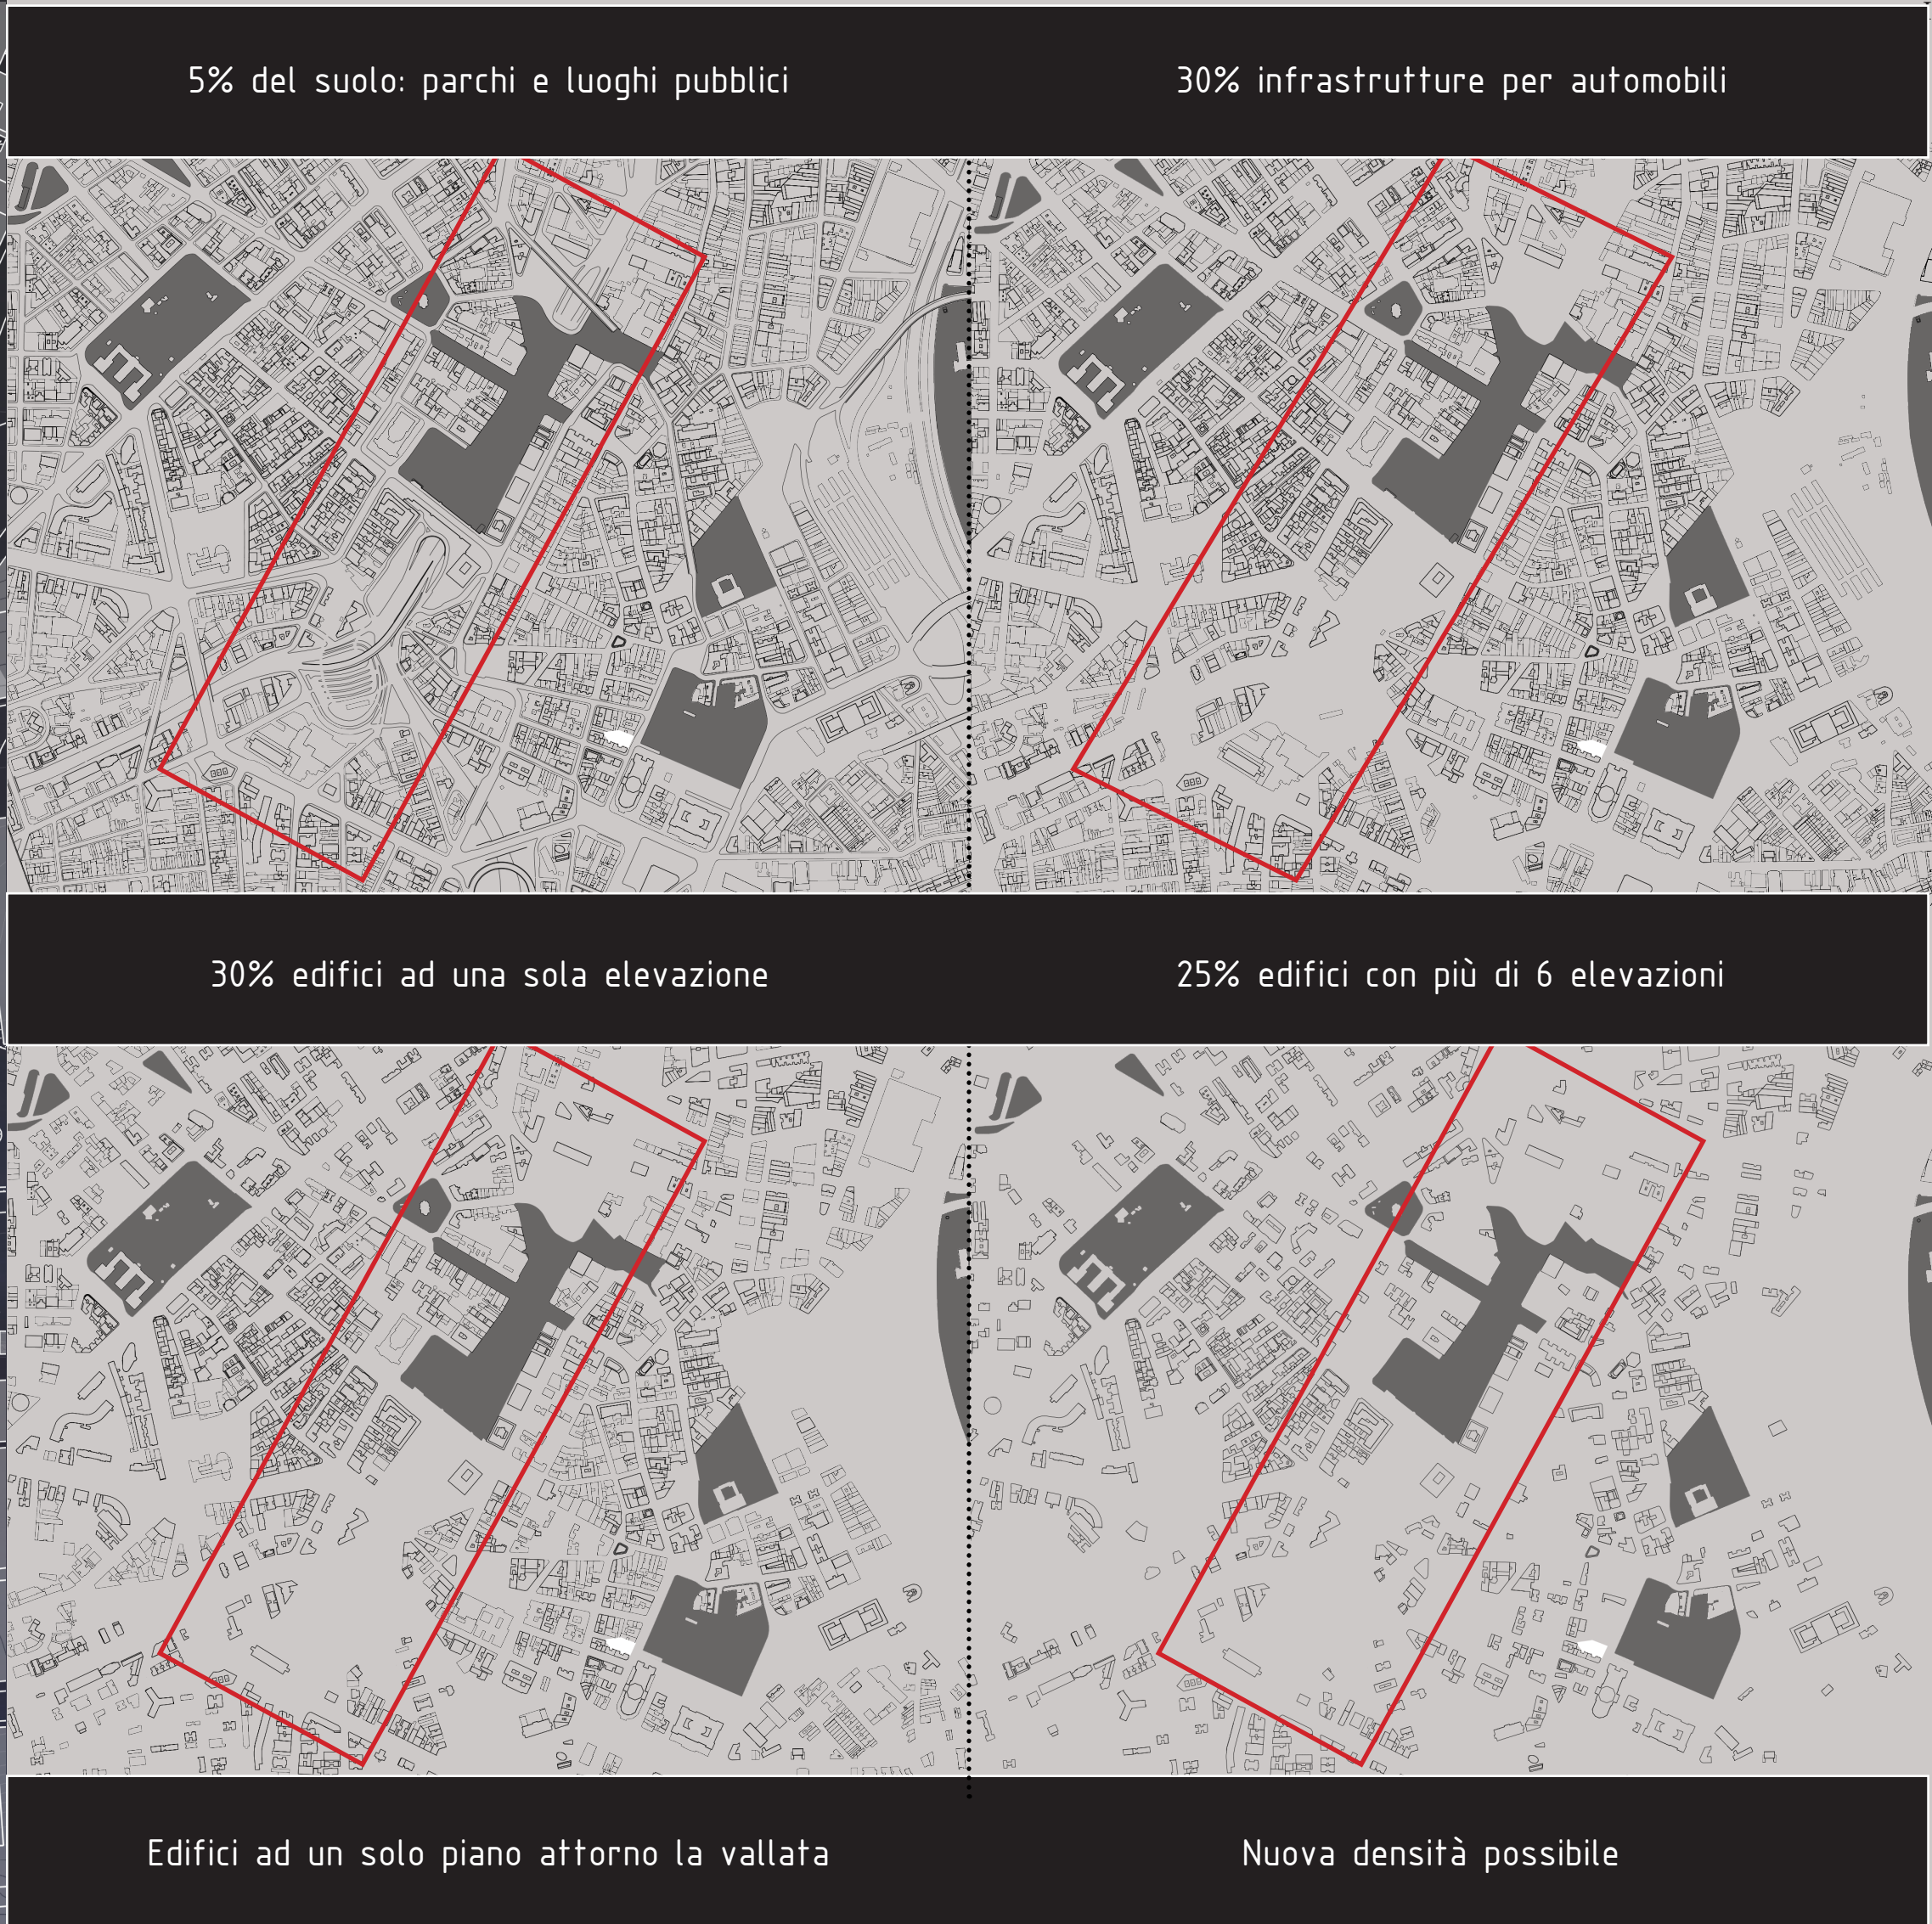 5% del suolo: parchi e luoghi pubblici
30% infrastrutture per automobili
30% edifici ad una sola elevazione
25% edifici con più di 6 elevazioni
Edifici ad un solo piano attorno la vallata
Nuova densità possibile